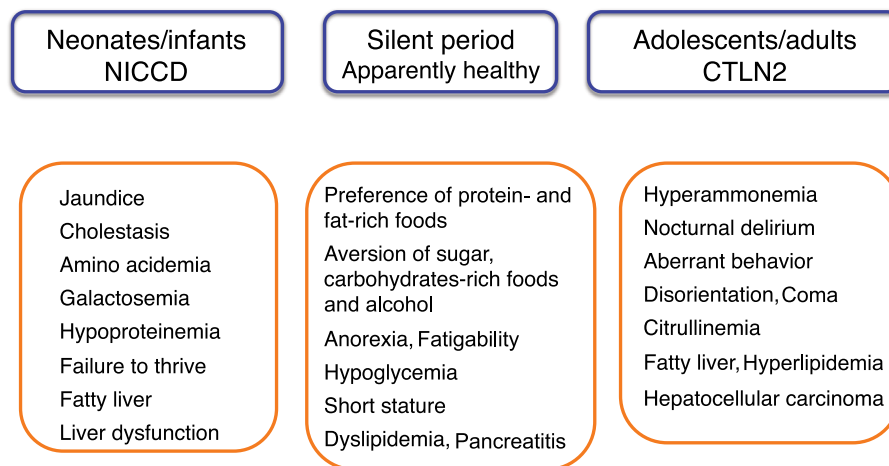 Neonates/infants
NICCD
Silent period
Apparently healthy
Adolescents/adults
CTLN2
Jaundice
Cholestasis
Amino acidemia
Galactosemia
Hypoproteinemia
Failure to thrive
Fatty liver
Liver dysfunction
Preference of protein- and
fat-rich foods
Aversion of sugar,
carbohydrates-rich foods
and alcohol
Anorexia, Fatigability
Hypoglycemia
Short stature
Dyslipidemia, Pancreatitis
Hyperammonemia
Nocturnal delirium
Aberrant behavior
Disorientation, Coma
Citrullinemia
Fatty liver, Hyperlipidemia
Hepatocellular carcinoma